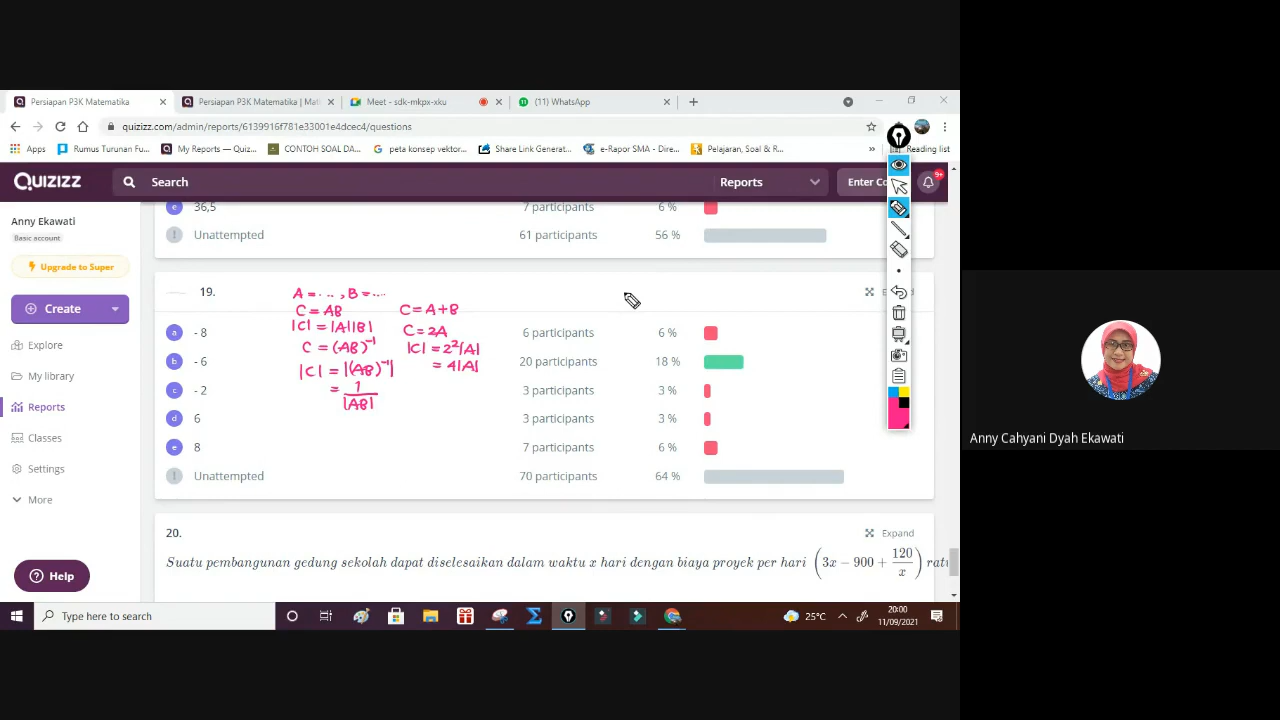 Persiapan P3K Matematika
Persiapan P3K Matematika | Mat
Meet - sdk-mkpx-xku
(11) WhatsApp
quizizz.com/admin/reports/6139916f781e33001e4dcec4/questions
Apps
Rumus Turunan Fu...
My Reports — Quiz...
CONTOH SOAL DA...
peta konsep vektor...
Share Link Generat...
e-Rapor SMA - Dire...
Pelajaran, Soal & R...
»
Reading list
QUIZIZZ
Search
Reports
Enter Co
9+
Anny Ekawati
Basic account
Upgrade to Super
Create
Explore
My library
Reports
Classes
Settings
More
Help
e 36,5 7 participants 6 %
Unattempted 61 participants 56 %
19.
E
A = ... , B = ...
C = AB C = A + B
|C| = |A||B| C = 2A
C = (AB)⁻¹ |C| = 2²|A|
= 4|A|
|C| = |(AB)⁻¹|
= 1
|AB|
a - 8 6 participants 6 %
b - 6 20 participants 18 %
c - 2 3 participants 3 %
d 6 3 participants 3 %
e 8 7 participants 6 %
Unattempted 70 participants 64 %
20. Expand
Suatu pembangunan gedung sekolah dapat diselesaikan dalam waktu x hari dengan biaya proyek per hari (3x − 900 + 120/x) ratu
Type here to search
25°C
20:00
11/09/2021
Anny Cahyani Dyah Ekawati